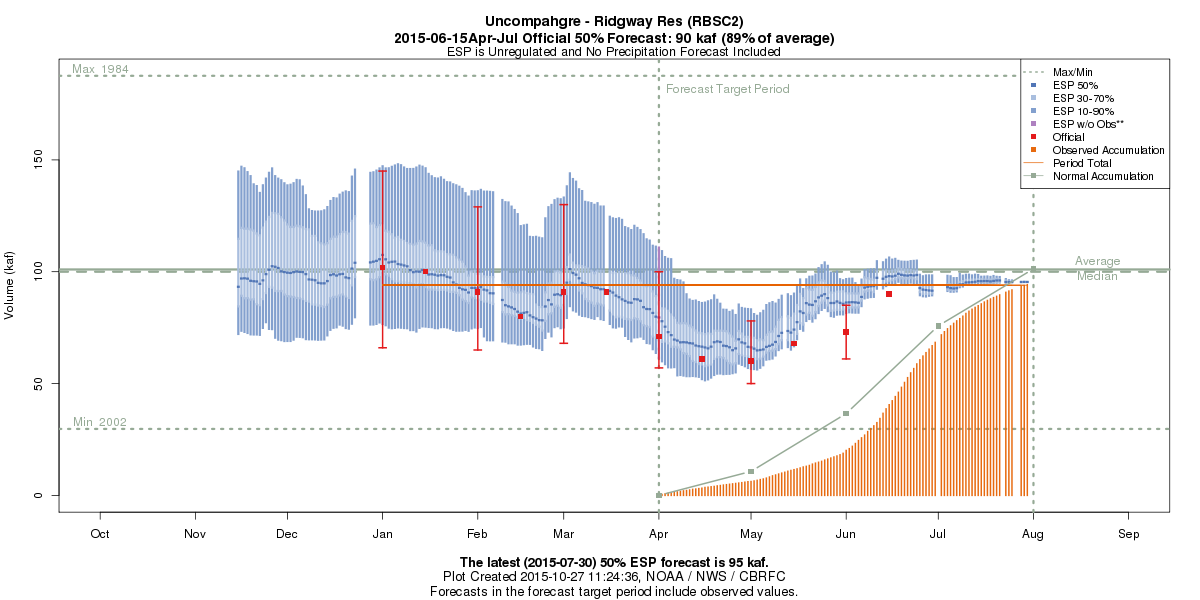 Uncompahgre - Ridgway Res (RBSC2)
2015-06-15Apr-Jul Official 50% Forecast: 90 kaf (89% of average)
ESP is Unregulated and No Precipitation Forecast Included
Max 1984
Forecast Target Period
Max/Min
ESP 50%
ESP 30-70%
ESP 10-90%
ESP w/o Obs**
Official
Observed Accumulation
Period Total
Normal Accumulation
Average
Median
Min 2002
Volume (kaf)
150
100
50
0
Oct Nov Dec Jan Feb Mar Apr May Jun Jul Aug Sep
The latest (2015-07-30) 50% ESP forecast is 95 kaf.
Plot Created 2015-10-27 11:24:36, NOAA / NWS / CBRFC
Forecasts in the forecast target period include observed values.